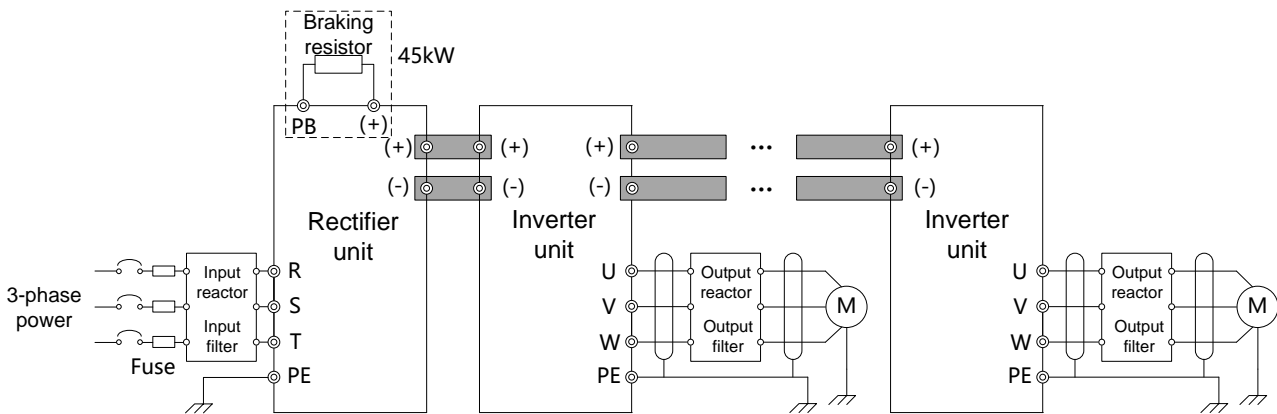 Braking
resistor
45kW
PB
(+)
(+)
(+)
(+)
...
(+)
(-)
(-)
(-)
...
(-)
Rectifier
unit
Inverter
unit
Inverter
unit
3-phase
power
Fuse
Input
reactor
Input
filter
R
S
T
PE
U
V
W
PE
Output
reactor
Output
filter
M
U
V
W
PE
Output
reactor
Output
filter
M